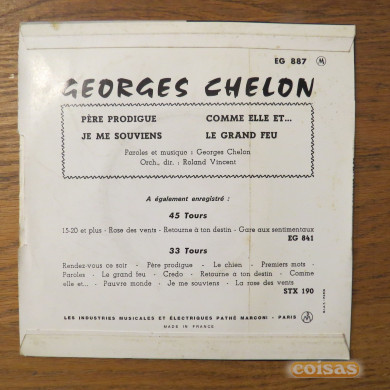 EG 887 M
GEORGES CHELON
PÈRE PRODIGUE COMME ELLE ET...
JE ME SOUVIENS LE GRAND FEU
Paroles et musique : Georges Chelon
Orch., dir. : Roland Vincent
A également enregistré :
45 Tours
15-20 et plus - Rose des vents - Retourne à ton destin - Gare aux sentimentaux
EG 841
33 Tours
Rendez-vous ce soir - Père prodigue - Le chien - Premiers mots -
Paroles - Le grand feu - Credo - Retourne a ton destin - Comme
elle et... - Pauvre monde - Je me souviens - La rose des vents
STX 190
LES INDUSTRIES MUSICALES ET ÉLECTRIQUES PATHÉ MARCONI - PARIS M
MADE IN FRANCE
coisas